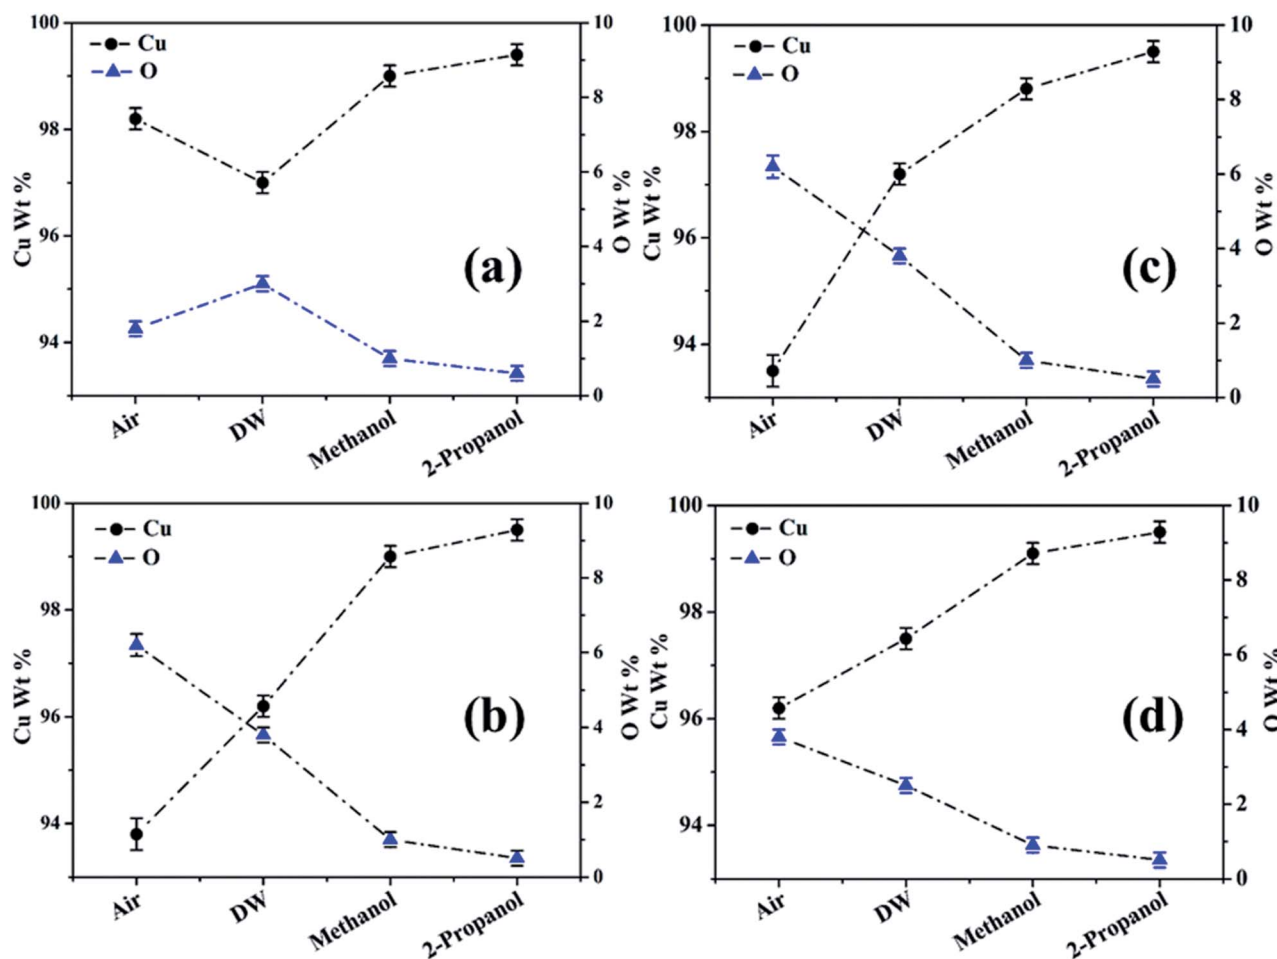 100
98
96
94
Cu Wt %
Cu
O
(a)
10
8
6
4
2
0
O Wt %
Air
DW
Methanol
2-Propanol
100
98
96
94
Cu Wt %
Cu
O
(c)
10
8
6
4
2
0
O Wt %
Air
DW
Methanol
2-Propanol
100
98
96
94
Cu Wt %
Cu
O
(b)
10
8
6
4
2
0
O Wt %
Air
DW
Methanol
2-Propanol
100
98
96
94
Cu Wt %
Cu
O
(d)
10
8
6
4
2
0
O Wt %
Air
DW
Methanol
2-Propanol